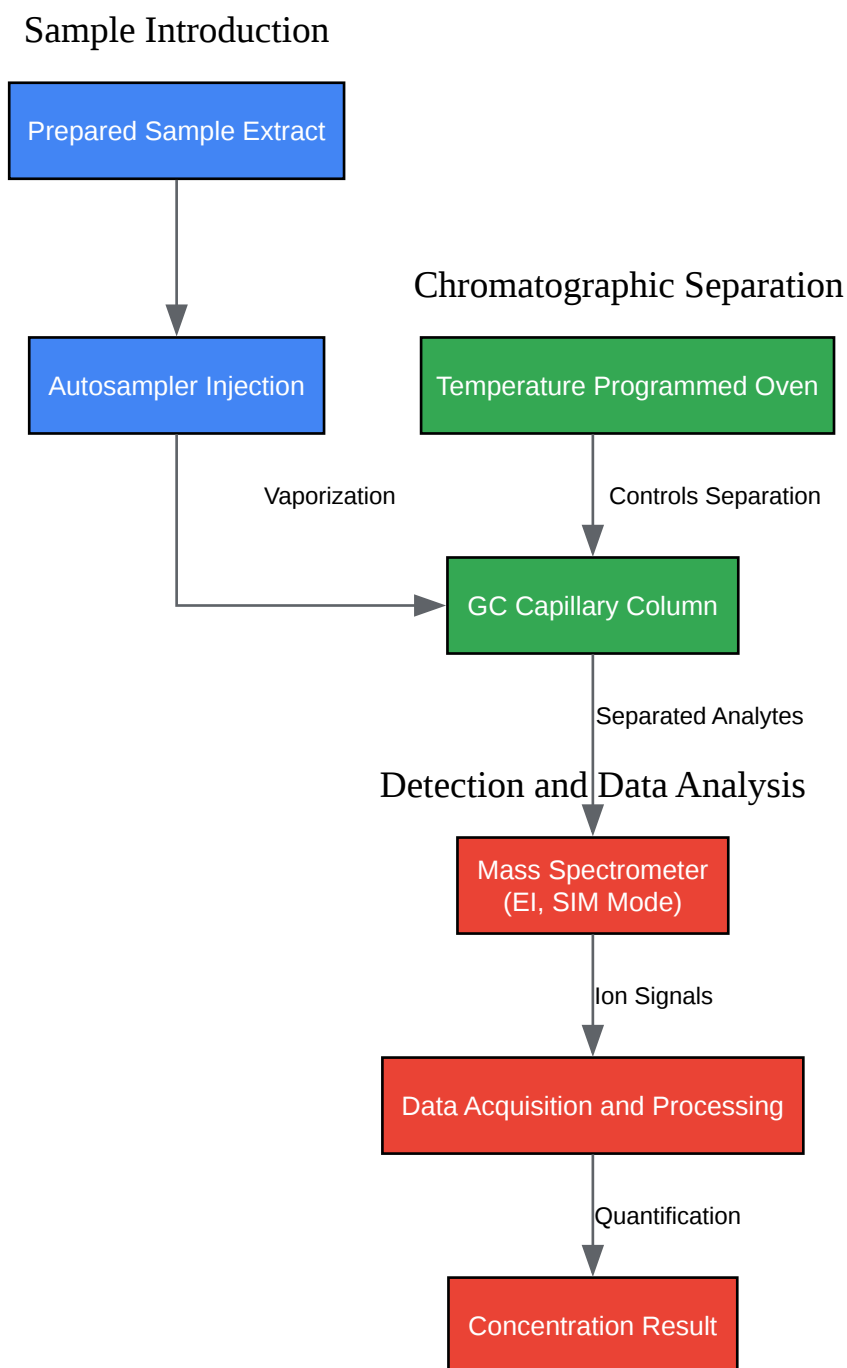 Sample Introduction
Prepared Sample Extract
Chromatographic Separation
Autosampler Injection
Temperature Programmed Oven
Vaporization
Controls Separation
GC Capillary Column
Separated Analytes
Detection and Data Analysis
Mass Spectrometer
(EI, SIM Mode)
Ion Signals
Data Acquisition and Processing
Quantification
Concentration Result